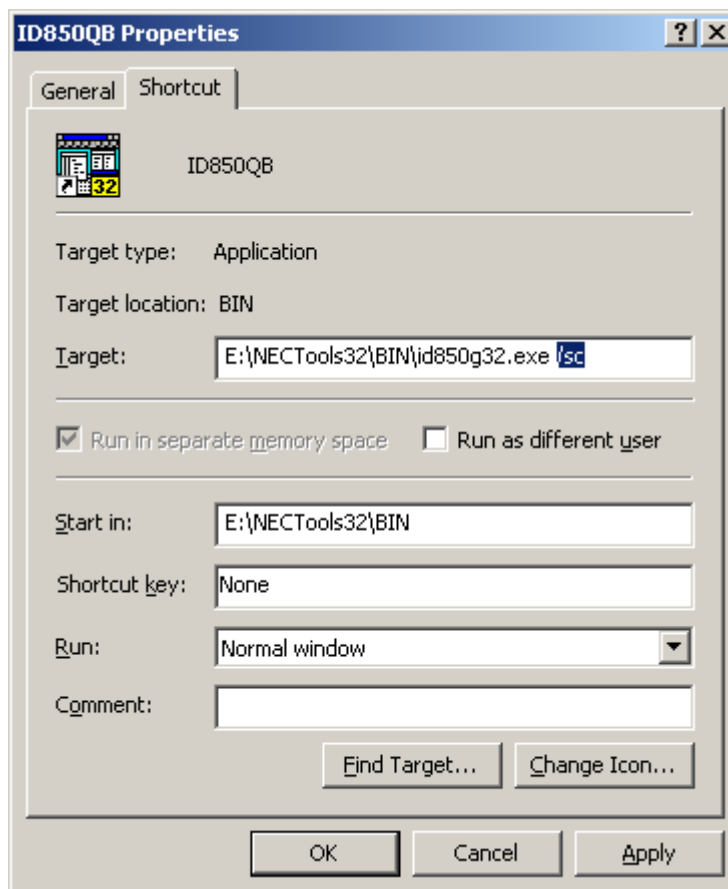 ID850QB Properties
General Shortcut
32
ID850QB
Target type: Application
Target location: BIN
Target: E:\NECTools32\BIN\id850g32.exe /sc
Run in separate memory space Run as different user
Start in: E:\NECTools32\BIN
Shortcut key: None
Run: Normal window
Comment:
Find Target... Change Icon...
OK Cancel Apply